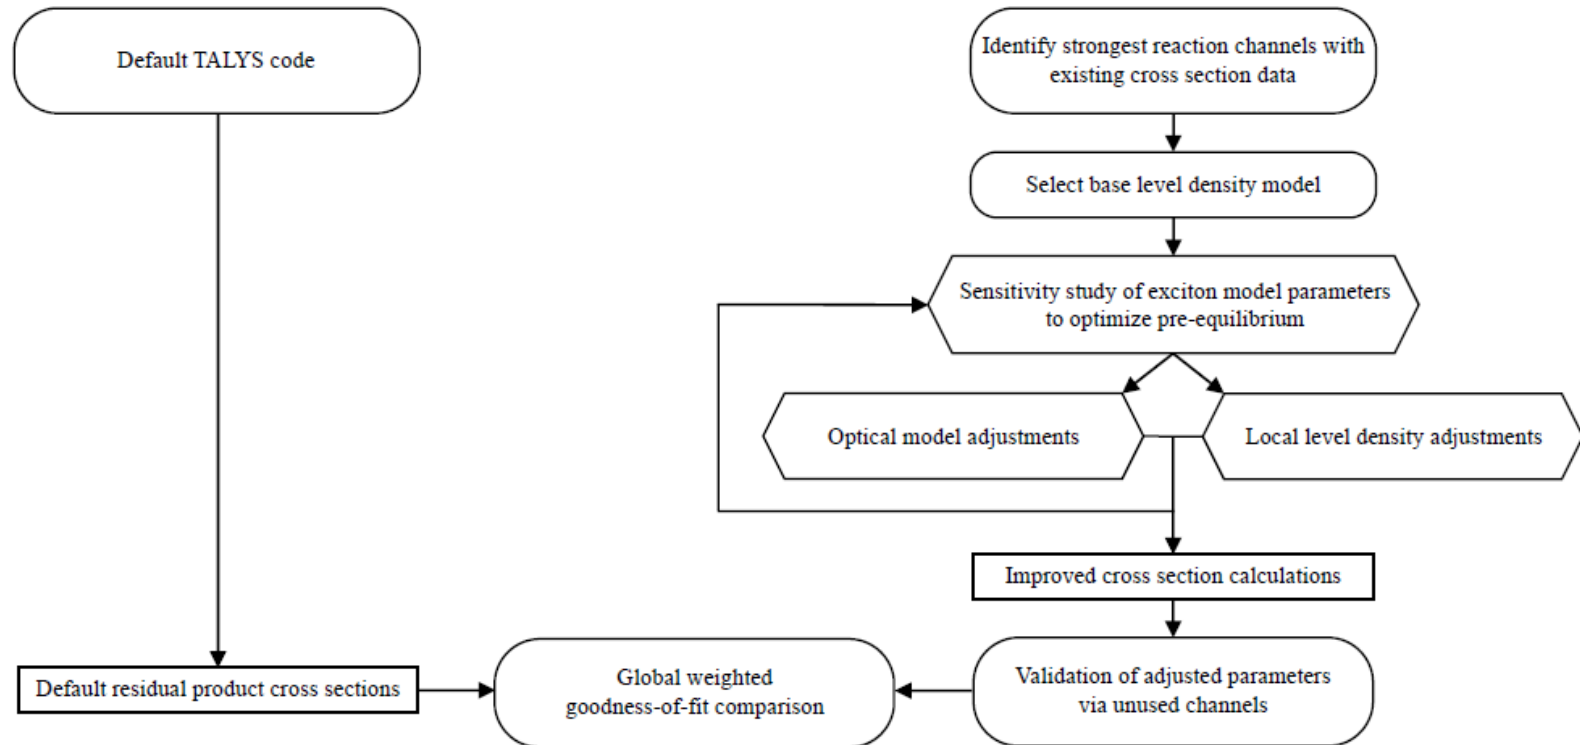 Default TALYS code
Identify strongest reaction channels with
existing cross section data
Select base level density model
Sensitivity study of exciton model parameters
to optimize pre-equilibrium
Optical model adjustments
Local level density adjustments
Improved cross section calculations
Default residual product cross sections
Global weighted
goodness-of-fit comparison
Validation of adjusted parameters
via unused channels